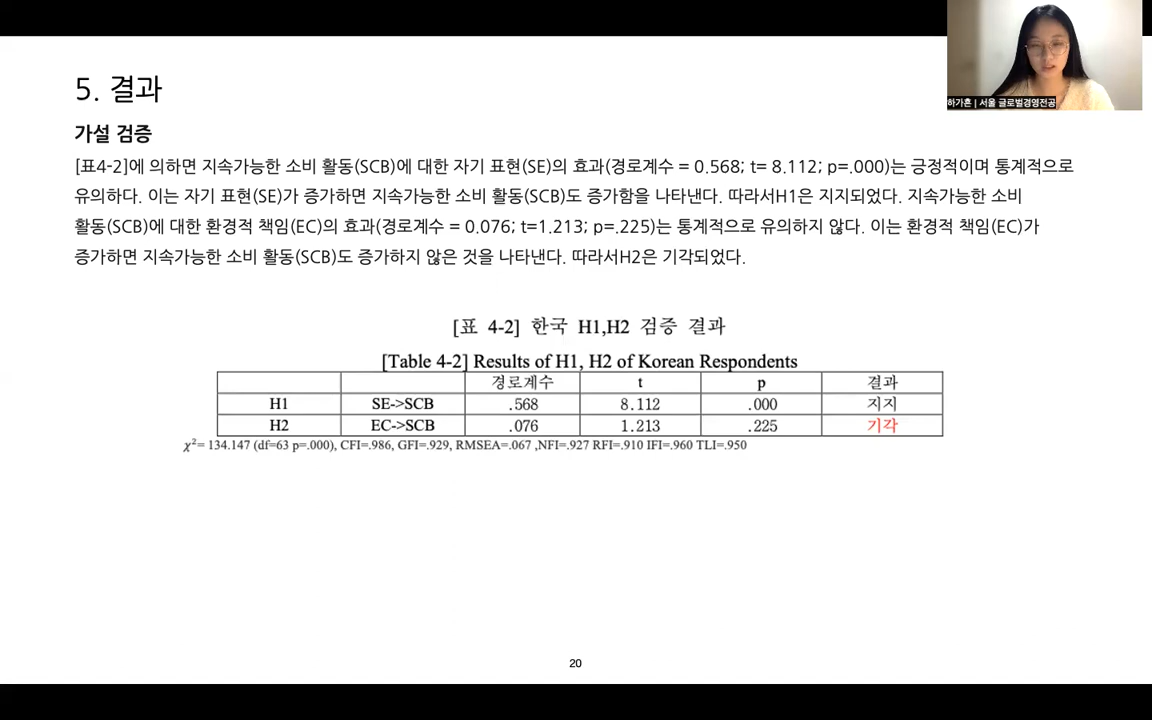 하가흔 | 서울 글로벌경영전공
5. 결과
가설 검증
[표4-2]에 의하면 지속가능한 소비 활동(SCB)에 대한 자기 표현(SE)의 효과(경로계수 = 0.568; t= 8.112; p=.000)는 긍정적이며 통계적으로
유의하다. 이는 자기 표현(SE)가 증가하면 지속가능한 소비 활동(SCB)도 증가함을 나타낸다. 따라서H1은 지지되었다. 지속가능한 소비
활동(SCB)에 대한 환경적 책임(EC)의 효과(경로계수 = 0.076; t=1.213; p=.225)는 통계적으로 유의하지 않다. 이는 환경적 책임(EC)가
증가하면 지속가능한 소비 활동(SCB)도 증가하지 않은 것을 나타낸다. 따라서H2은 기각되었다.
[표 4-2] 한국 H1,H2 검증 결과
[Table 4-2] Results of H1, H2 of Korean Respondents
경로계수 t p 결과
H1 SE->SCB .568 8.112 .000 지지
H2 EC->SCB .076 1.213 .225 기각
χ²= 134.147 (df=63 p=.000), CFI=.986, GFI=.929, RMSEA=.067 ,NFI=.927 RFI=.910 IFI=.960 TLI=.950
20